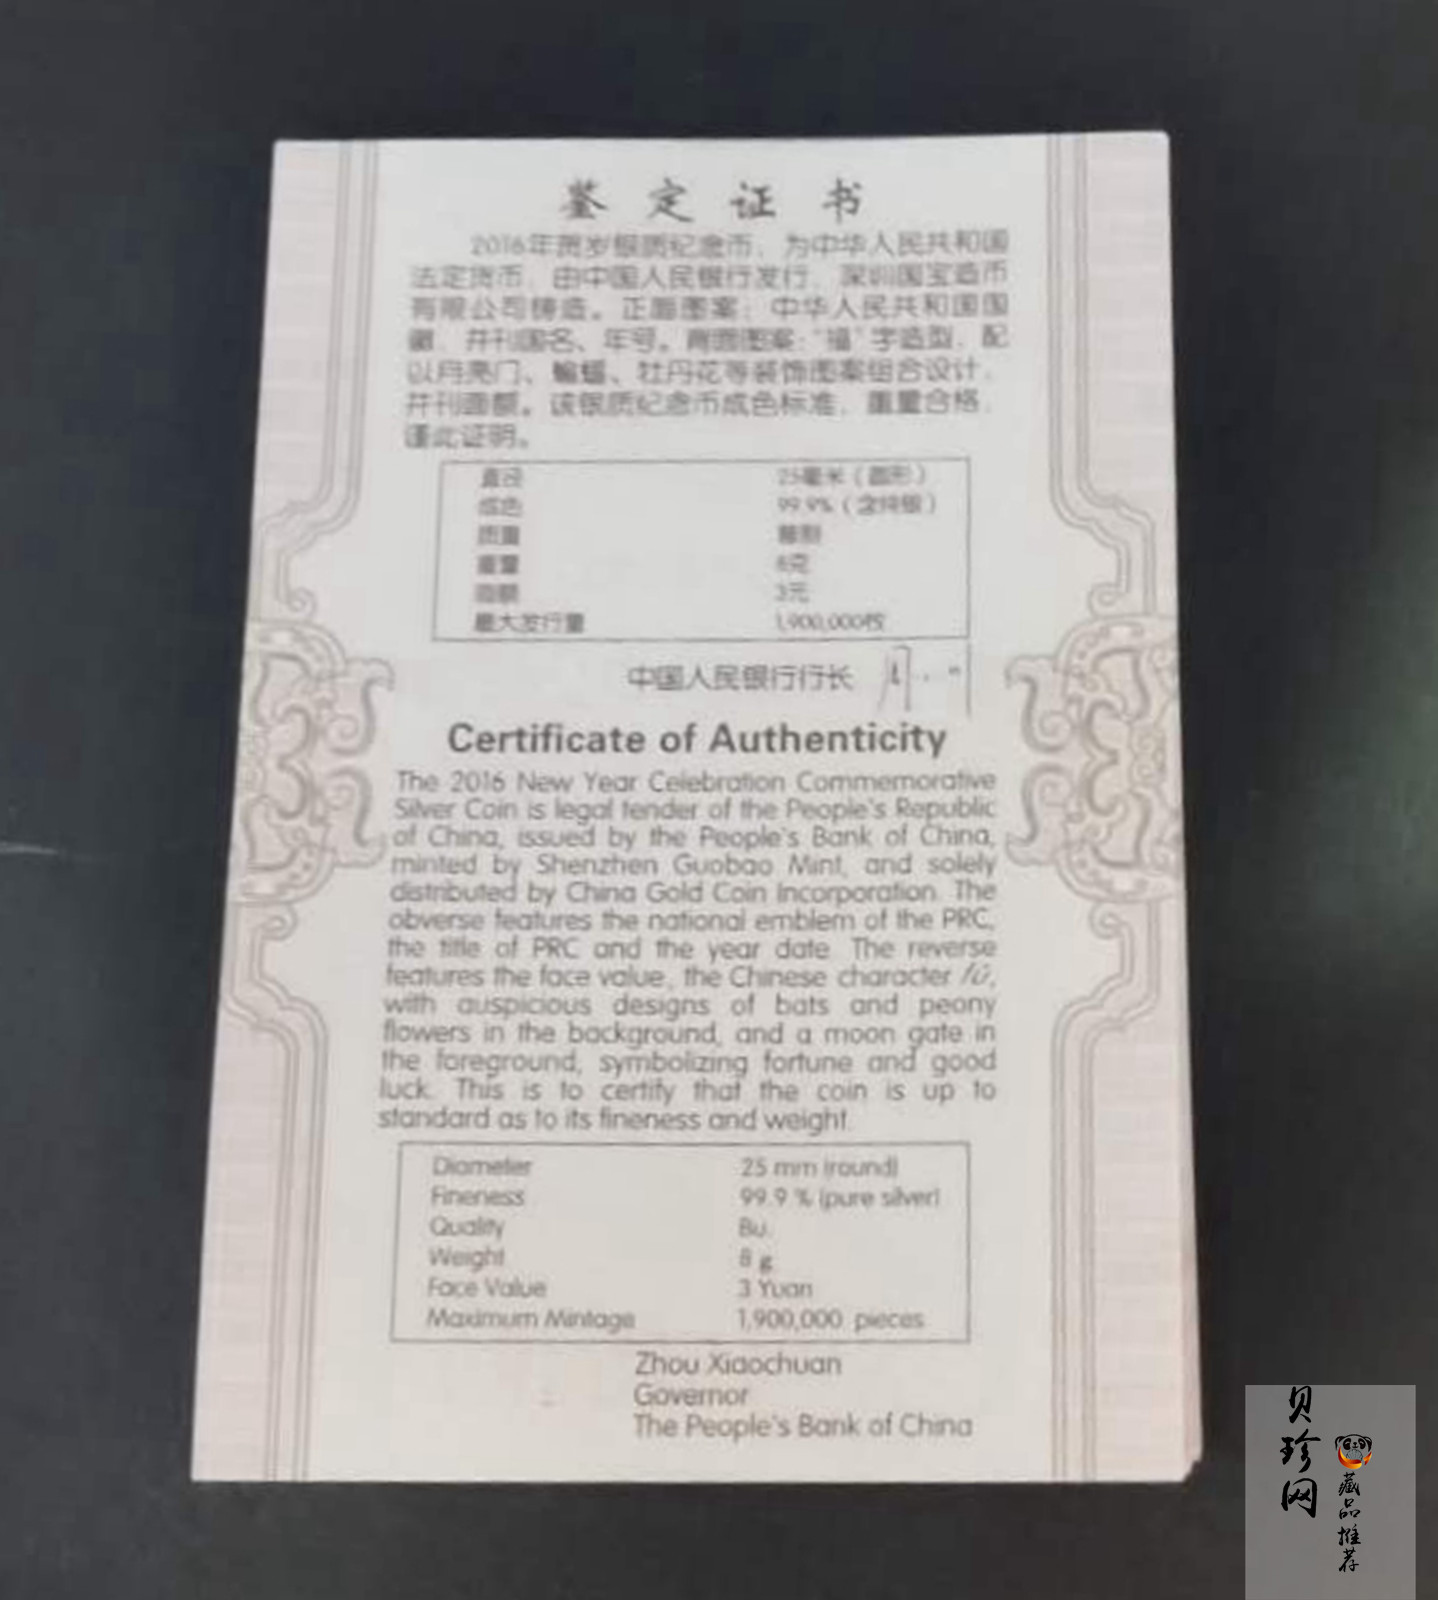 鉴定证书
2016年贺岁银质纪念币，为中华人民共和国
法定货币，由中国人民银行发行，深圳国宝造币
有限公司铸造。正面图案：中华人民共和国国
徽，并刊国名、年号。背面图案：“福”字造型，配
以月亮门、蝙蝠、牡丹花等装饰图案组合设计，
并刊面额。该银质纪念币成色标准，重量合格，
谨此证明。
直径 25毫米（圆形）
成色 99.9%（含纯银）
质量 普制
重量 8克
面额 3元
最大发行量 1,900,000枚
中国人民银行行长
Certificate of Authenticity
The 2016 New Year Celebration Commemorative
Silver Coin is legal tender of the People's Republic
of China, issued by the People's Bank of China,
minted by Shenzhen Guobao Mint, and solely
distributed by China Gold Coin Incorporation. The
obverse features the national emblem of the PRC,
the title of PRC and the year date. The reverse
features the face value, the Chinese character fú,
with auspicious designs of bats and peony
flowers in the background, and a moon gate in
the foreground, symbolizing fortune and good
luck. This is to certify that the coin is up to
standard as to its fineness and weight.
Diameter 25 mm (round)
Fineness 99.9 % (pure silver)
Quality Bu.
Weight 8 g
Face Value 3 Yuan
Maximum Mintage 1,900,000 pieces
Zhou Xiaochuan
Governor
The People's Bank of China
贝珍网
藏品推荐